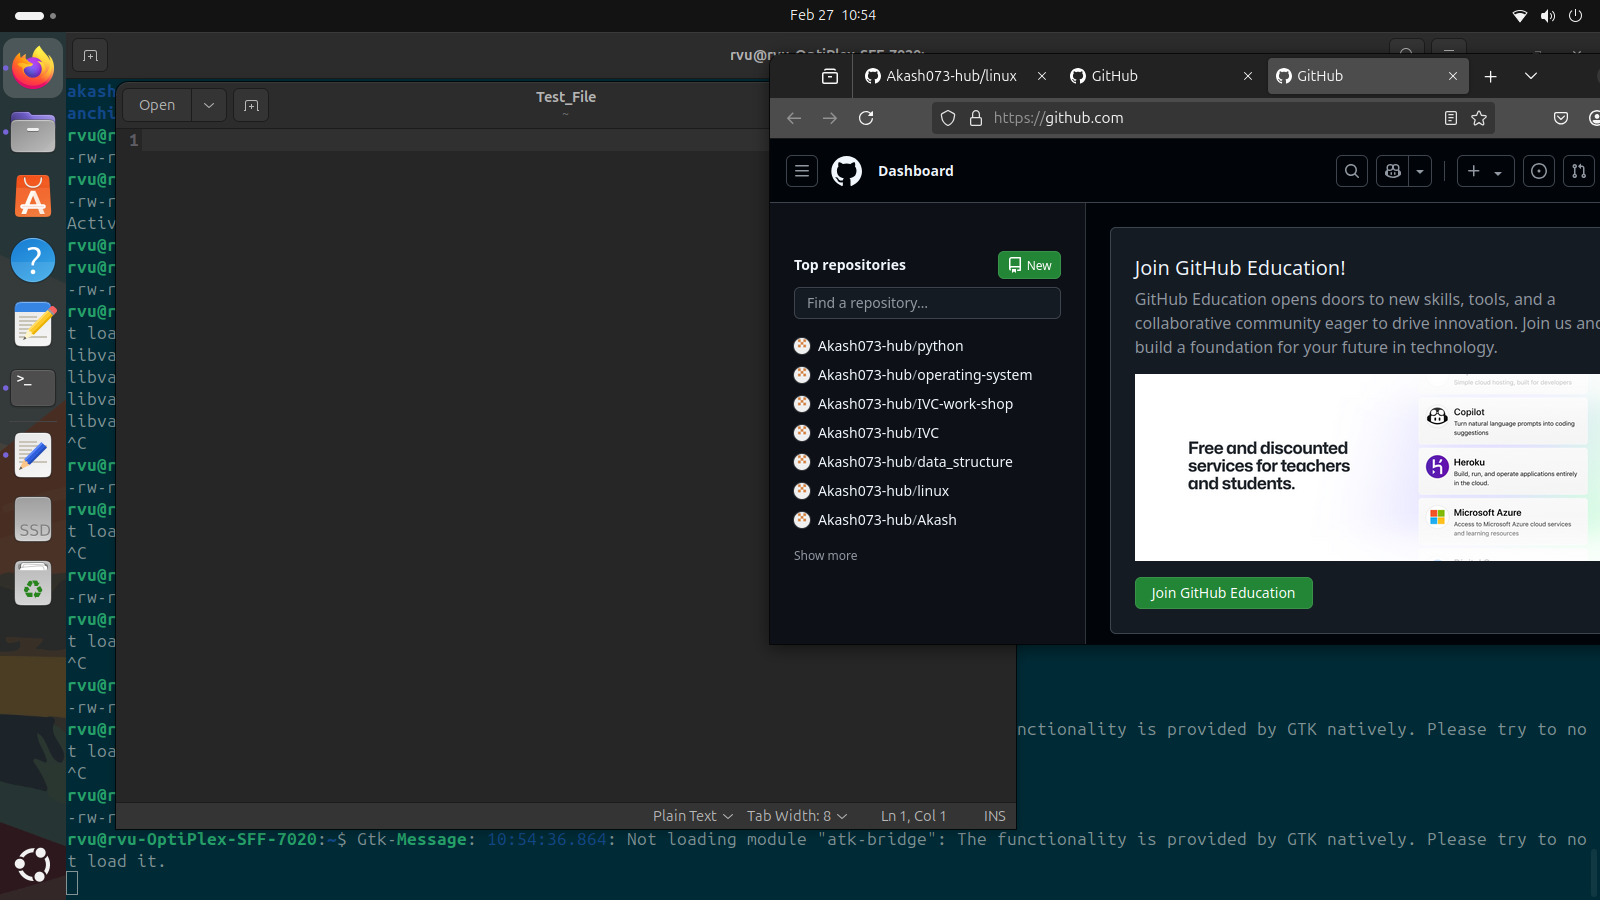 Feb 27 10:54
Akash073-hub/linux
GitHub
GitHub
https://github.com
Dashboard
Top repositories
New
Find a repository...
Akash073-hub/python
Akash073-hub/operating-system
Akash073-hub/IVC-work-shop
Akash073-hub/IVC
Akash073-hub/data_structure
Akash073-hub/linux
Akash073-hub/Akash
Show more
Join GitHub Education!
GitHub Education opens doors to new skills, tools, and a
collaborative community eager to drive innovation. Join us and
build a foundation for your future in technology.
Free and discounted
services for teachers
and students.
Simple cloud hosting, built for developers
Copilot
Turn natural language prompts into coding
suggestions
Heroku
Build, run, and operate applications entirely
in the cloud.
Microsoft Azure
Access to Microsoft Azure cloud services
and learning resources
Join GitHub Education
Open
Test_File
~
1
Plain Text
Tab Width: 8
Ln 1, Col 1
INS
SSD
akash
anchi
rvu@r
-rw-r
rvu@r
-rw-r
Activ
rvu@r
rvu@r
-rw-r
rvu@r
t loa
libva
libva
libva
libva
^C
rvu@r
-rw-r
rvu@r
t loa
^C
rvu@r
-rw-r
rvu@r
t loa
^C
rvu@r
-rw-r
rvu@r nctionality is provided by GTK natively. Please try to no
t loa
^C
rvu@r
-rw-r
rvu@rvu-OptiPlex-SFF-7020:~$ Gtk-Message: 10:54:36.864: Not loading module "atk-bridge": The functionality is provided by GTK natively. Please try to no
t load it.